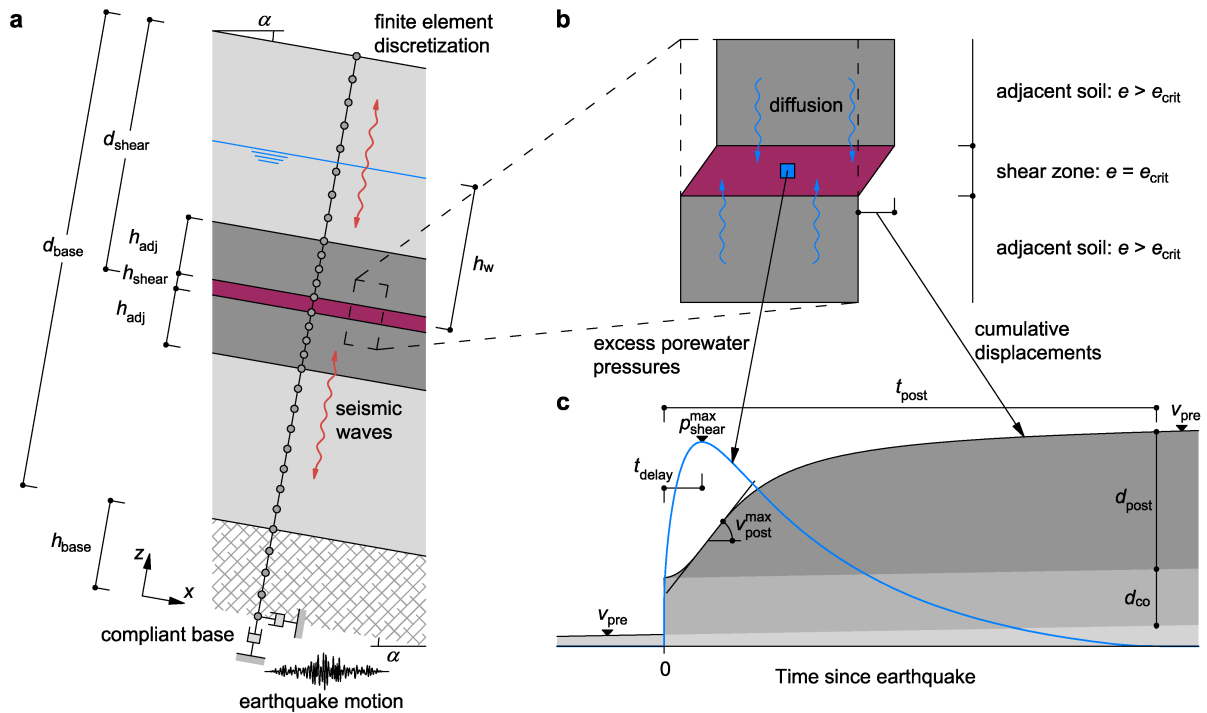 a
α
finite element
discretization
d_shear
d_base
h_adj
h_shear
h_adj
h_w
seismic
waves
h_base
z
x
compliant base
α
earthquake motion
b
diffusion
adjacent soil: e > e_crit
shear zone: e = e_crit
adjacent soil: e > e_crit
excess porewater
pressures
cumulative
displacements
c
t_post
p_shear^max
v_pre
t_delay
v_post^max
d_post
d_co
v_pre
0
Time since earthquake